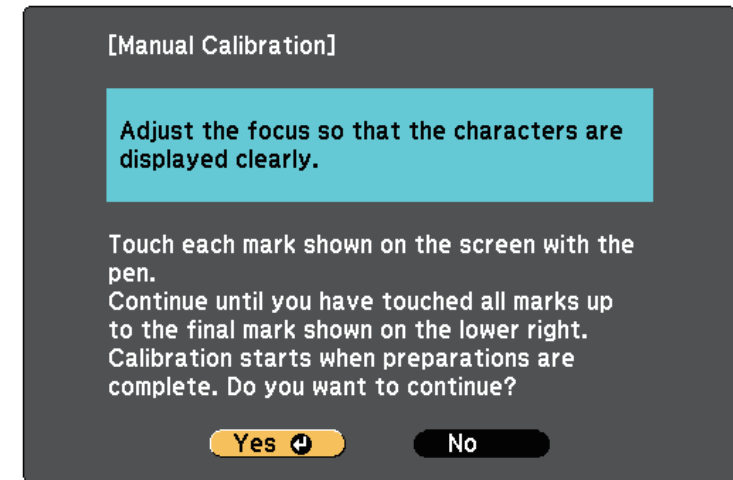 [Manual Calibration]
Adjust the focus so that the characters are
displayed clearly.
Touch each mark shown on the screen with the
pen.
Continue until you have touched all marks up
to the final mark shown on the lower right.
Calibration starts when preparations are
complete. Do you want to continue?
Yes No